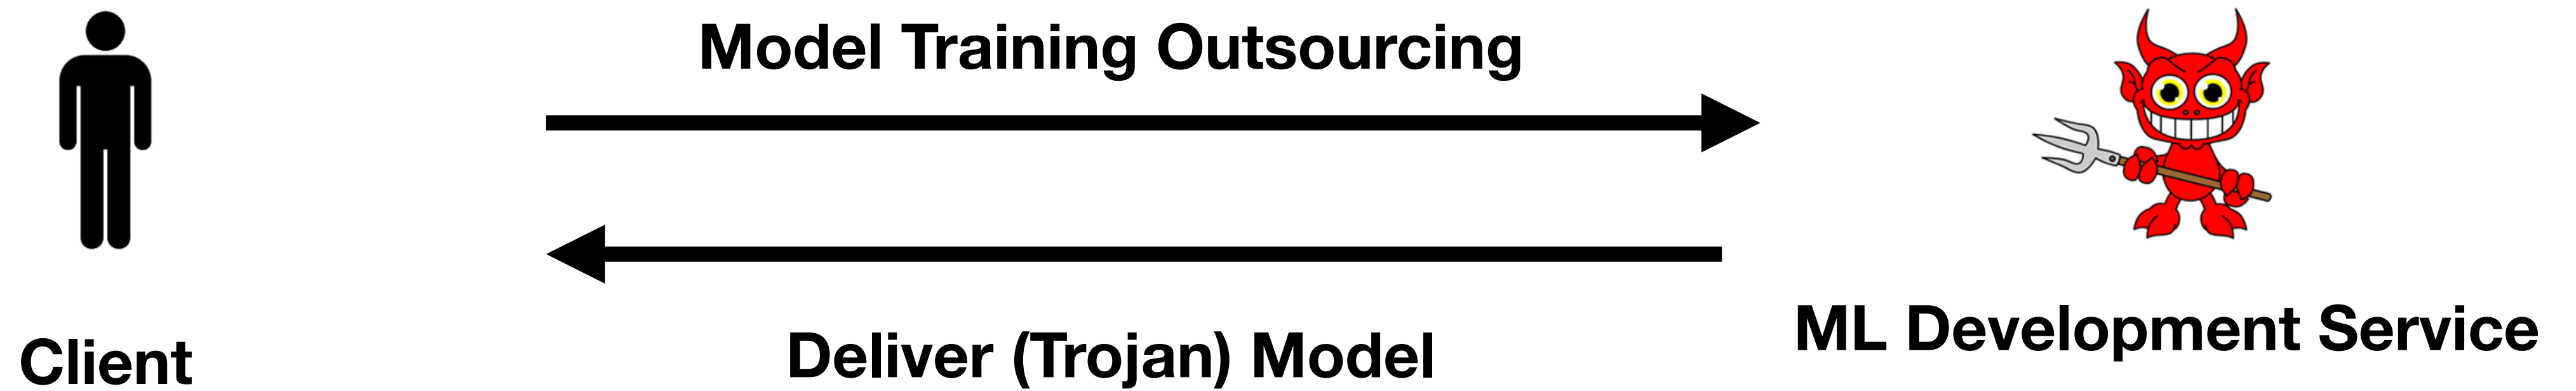 Model Training Outsourcing
Client
Deliver (Trojan) Model
ML Development Service